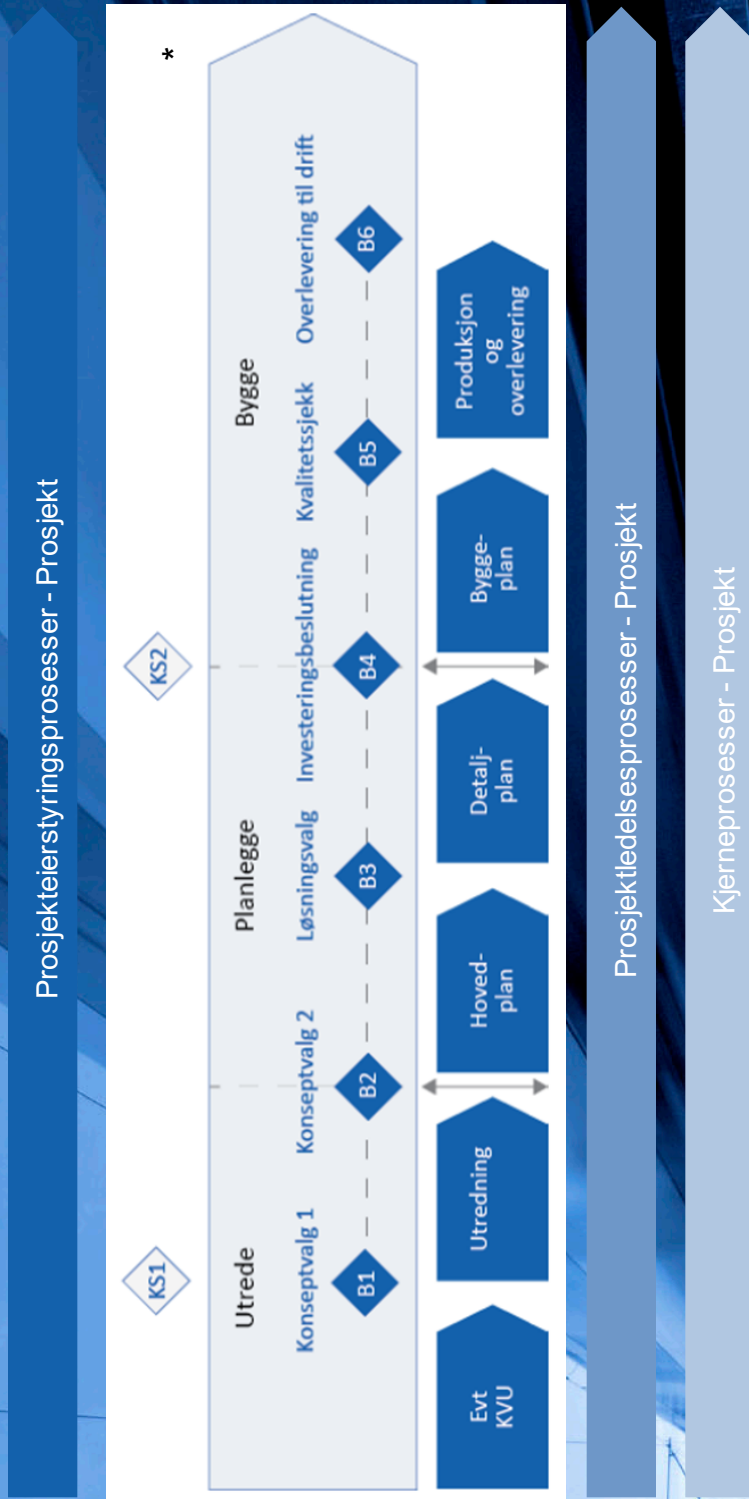 Prosjekteierstyringsprosesser - Prosjekt
*
KS1
KS2
Utrede
Planlegge
Bygge
Konseptvalg 1
Konseptvalg 2
Løsningsvalg
Investeringsbeslutning
Kvalitetssjekk
Overlevering til drift
B1
B2
B3
B4
B5
B6
Evt
KVU
Utredning
Hoved-
plan
Detalj-
plan
Bygge-
plan
Produksjon
og
overlevering
Prosjektledelsesprosesser - Prosjekt
Kjerneprosesser - Prosjekt